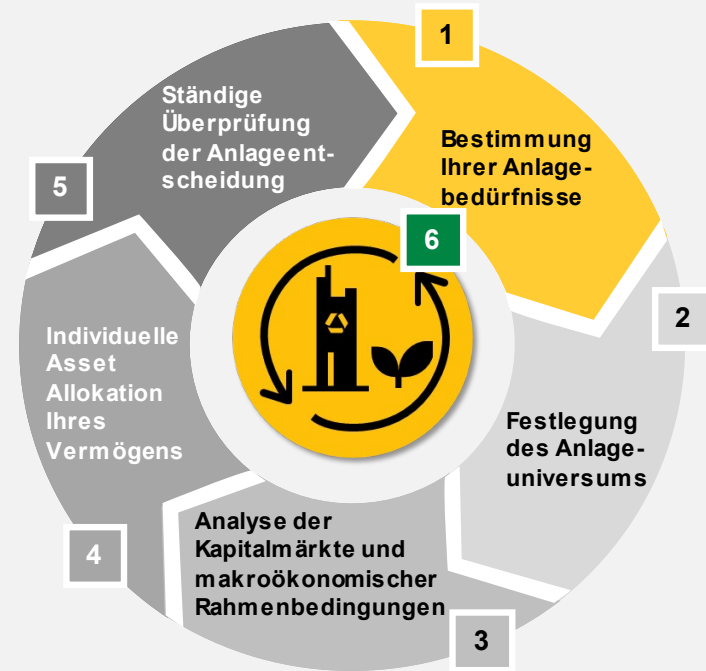 1
Bestimmung
Ihrer Anlage-
bedürfnisse
2
Festlegung
des Anlage-
universums
3
Analyse der
Kapitalmärkte und
makroökonomischer
Rahmenbedingungen
4
Individuelle
Asset
Allokation
Ihres
Vermögens
5
Ständige
Überprüfung
der Anlageent-
scheidung
6